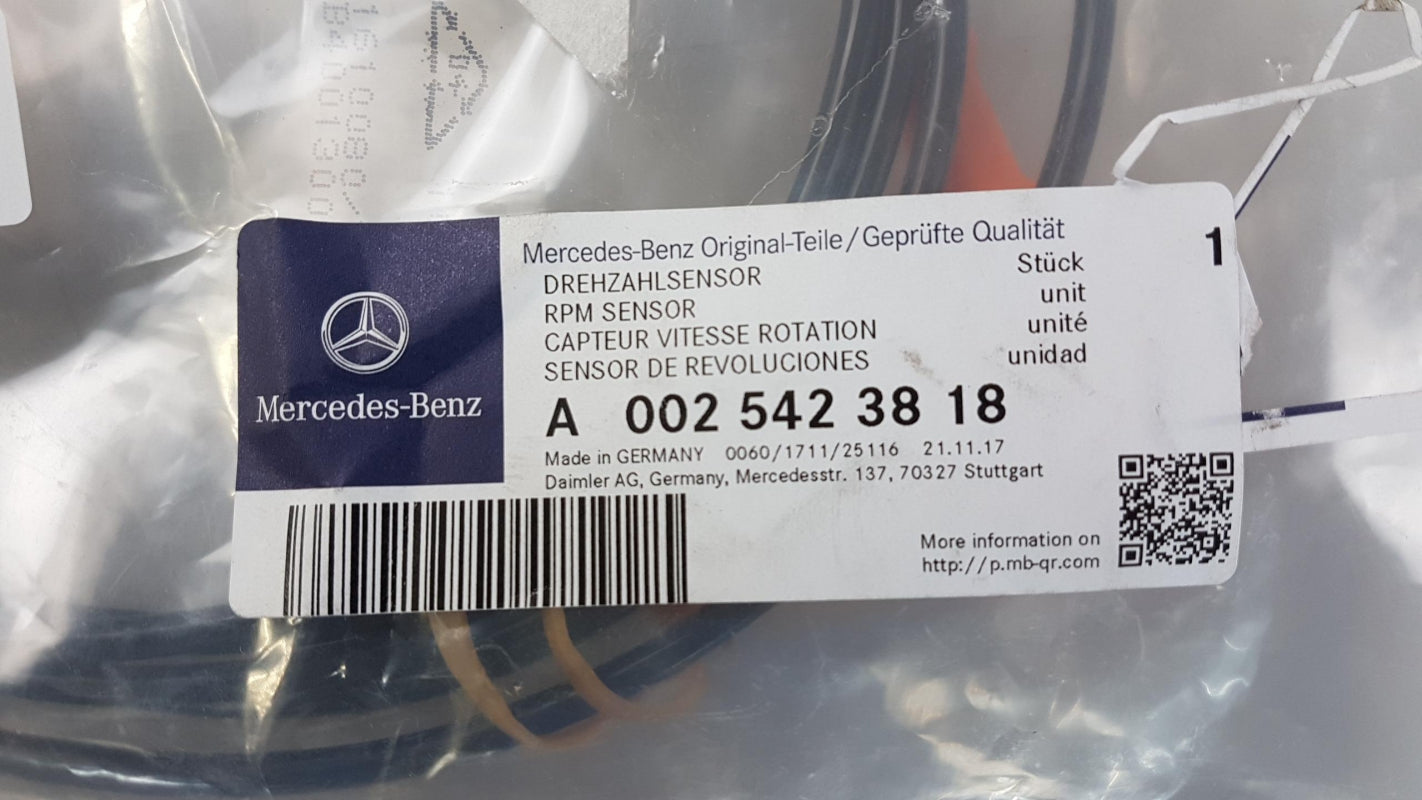 Mercedes-Benz
Mercedes-Benz Original-Teile/Geprüfte Qualität
DREHZAHLSENSOR Stück 1
RPM SENSOR unit
CAPTEUR VITESSE ROTATION unité
SENSOR DE REVOLUCIONES unidad
A 002 542 38 18
Made in GERMANY 0060/1711/25116 21.11.17
Daimler AG, Germany, Mercedesstr. 137, 70327 Stuttgart
More information on
http://p.mb-qr.com